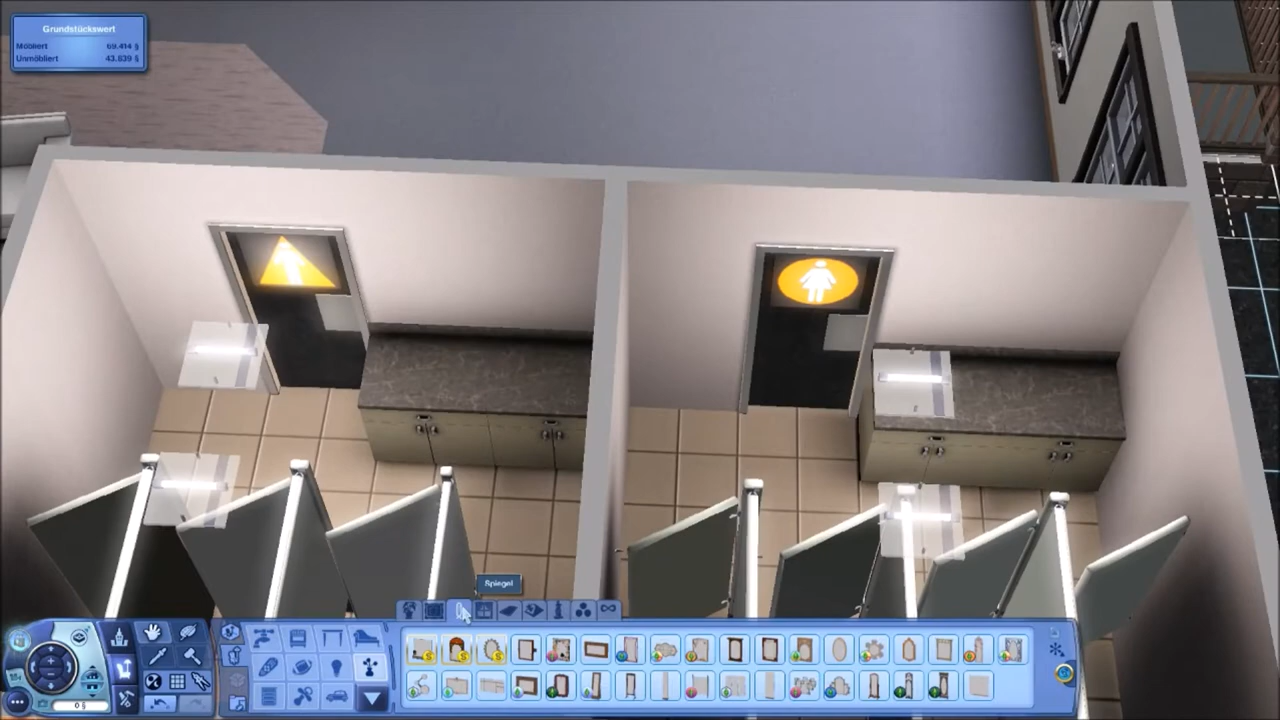 Grundstückswert
Möbliert 69.414 §
Unmöbliert 43.839 §
Spiegel
0 §